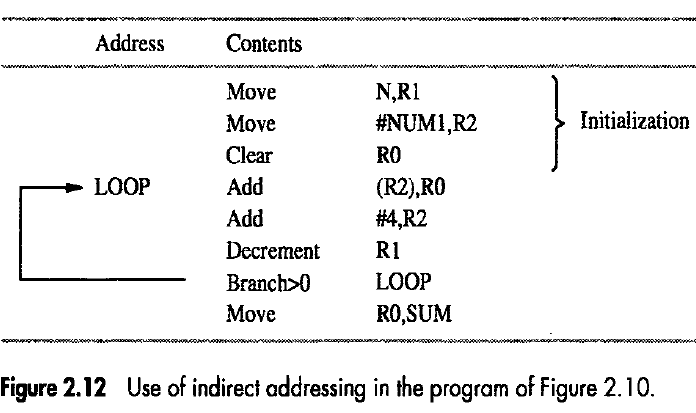 Address Contents
Move N,R1
Move #NUM1,R2 Initialization
Clear R0
LOOP Add (R2),R0
Add #4,R2
Decrement R1
Branch>0 LOOP
Move R0,SUM
Figure 2.12 Use of indirect addressing in the program of Figure 2.10.